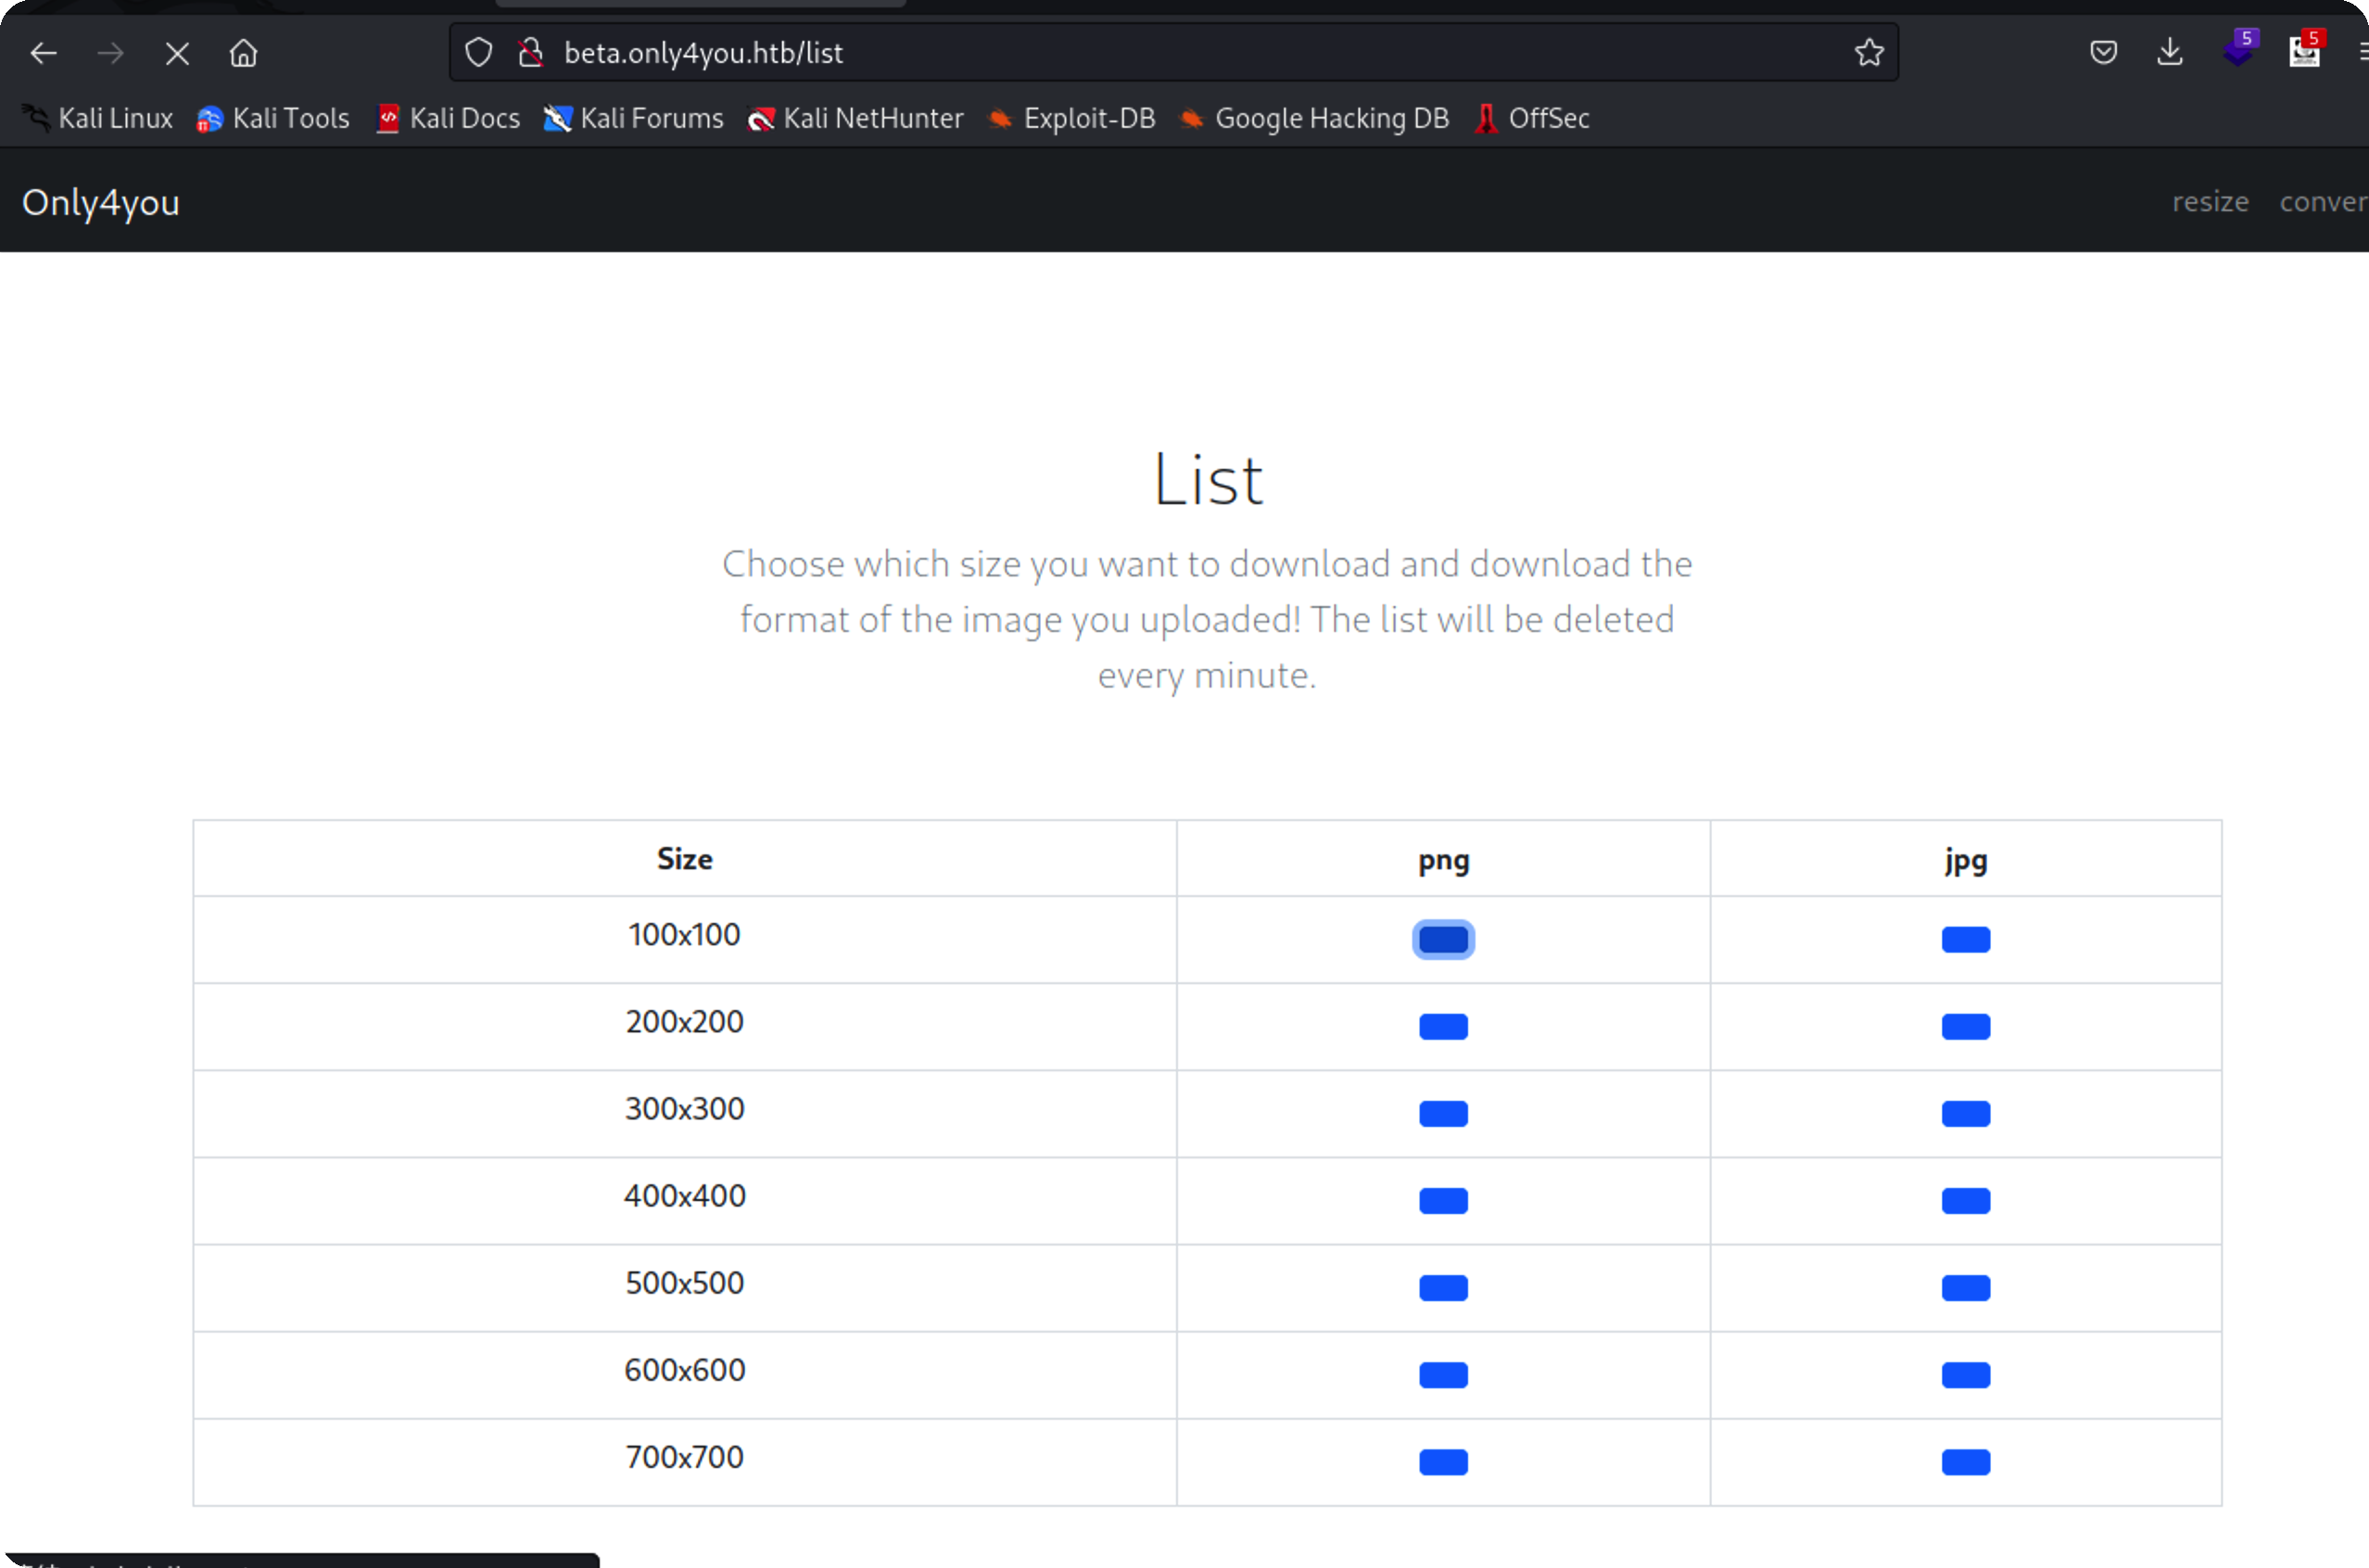 beta.only4you.htb/list
5
5
Kali Linux Kali Tools Kali Docs Kali Forums Kali NetHunter Exploit-DB Google Hacking DB OffSec
Only4you resize conver
List
Choose which size you want to download and download the
format of the image you uploaded! The list will be deleted
every minute.
Size png jpg
100x100
200x200
300x300
400x400
500x500
600x600
700x700